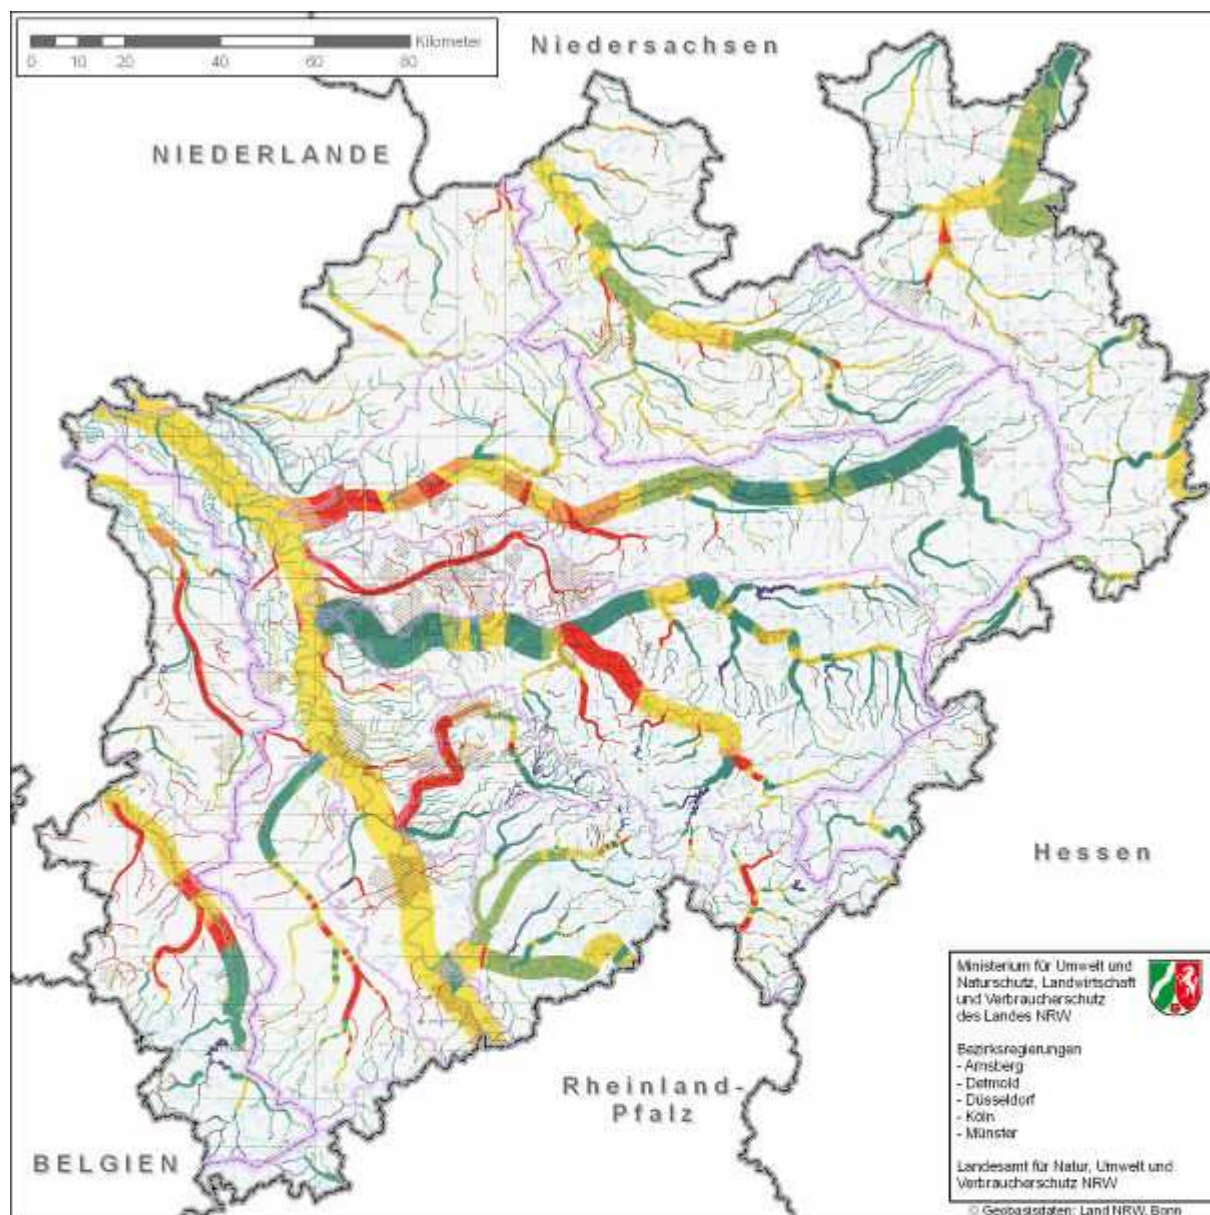 Kilometer
0 10 20 40 60 80
Niedersachsen
NIEDERLANDE
Hessen
Rheinland-
Pfalz
BELGIEN
Ministerium für Umwelt und
Naturschutz, Landwirtschaft
und Verbraucherschutz
des Landes NRW
Bezirksregierungen
- Arnsberg
- Detmold
- Düsseldorf
- Köln
- Münster
Landesamt für Natur, Umwelt und
Verbraucherschutz NRW
© Geobasisdaten: Land NRW, Bonn